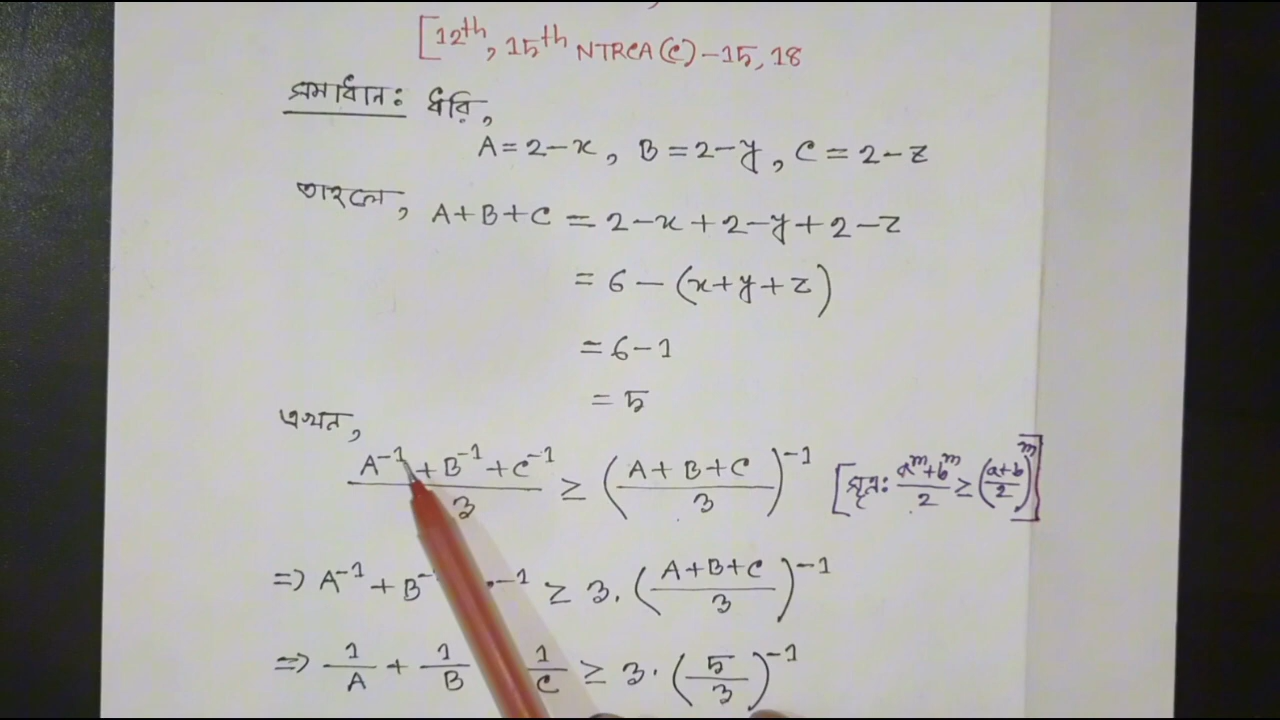 [12th, 15th NTRCA(C)-15, 18
সমাধান: ধরি,
A = 2-x, B = 2-y, C = 2-z
তাহলে, A+B+C = 2-x+2-y+2-z
= 6 - (x+y+z)
= 6-1
= 5
এখন,
(A⁻¹ + B⁻¹ + C⁻¹)/3 ≥ ((A+B+C)/3)⁻¹ [সূত্র: (a^m+b^m)/2 ≥ ((a+b)/2)^m]
=> A⁻¹ + B⁻ ⁻¹ ≥ 3. ((A+B+C)/3)⁻¹
=> 1/A + 1/B 1/C ≥ 3. (5/3)⁻¹